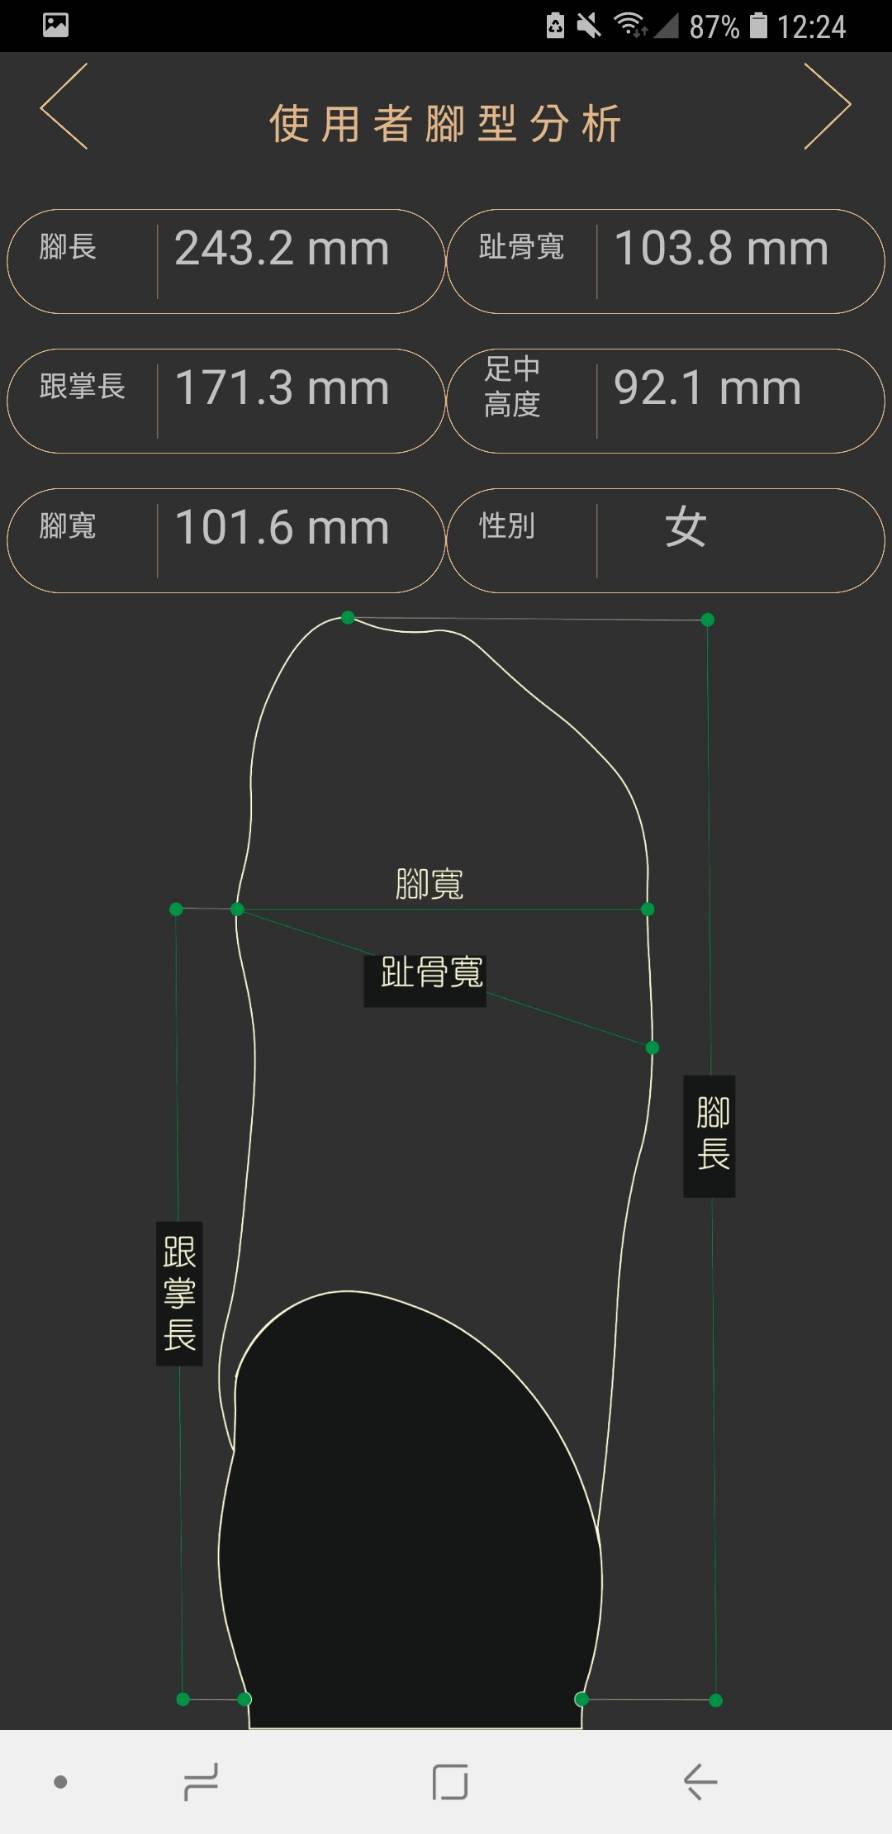 87% 12:24
使用者腳型分析
腳長 243.2 mm
趾骨寬 103.8 mm
跟掌長 171.3 mm
足中
高度 92.1 mm
腳寬 101.6 mm
性別 女
腳寬
趾骨寬
腳長
跟掌長